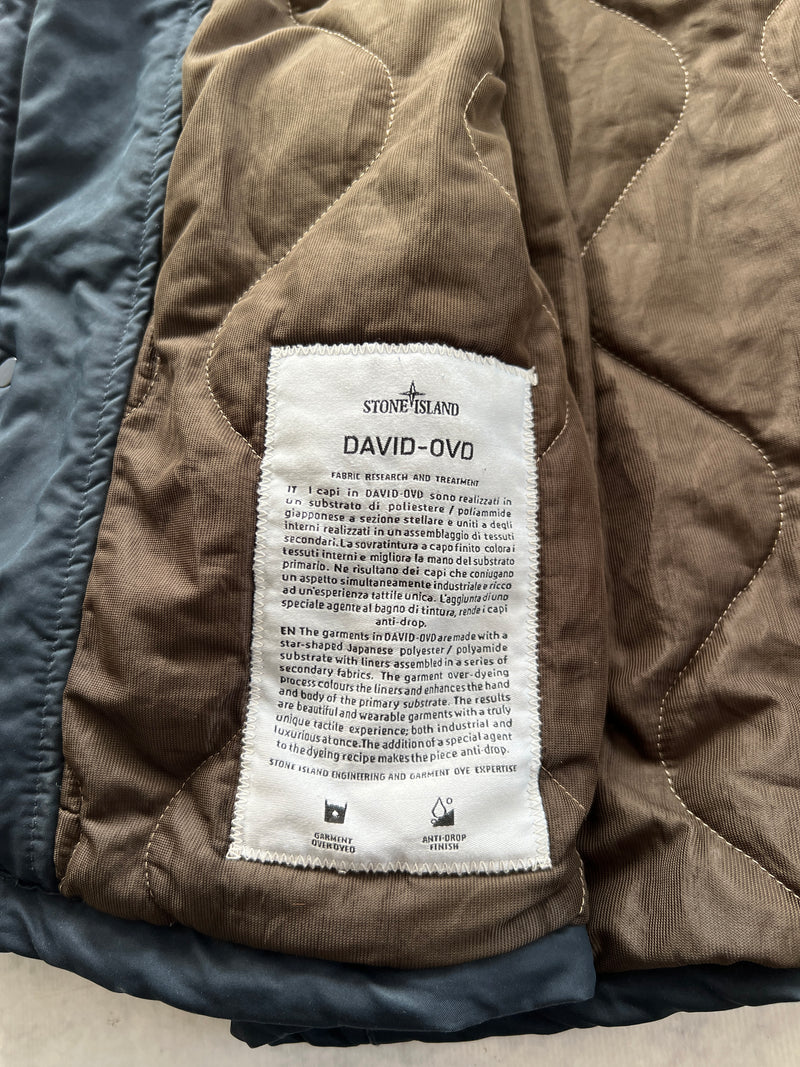 STONE ISLAND
DAVID-OVD
FABRIC RESEARCH AND TREATMENT
IT I capi in DAVID-OVD sono realizzati in
un substrato di poliestere / poliammide
giapponese a sezione stellare e uniti a degli
interni realizzati in un assemblaggio di tessuti
secondari. La sovratintura a capo finito colora i
tessuti interni e migliora la mano del substrato
primario. Ne risultano dei capi che coniugano
un aspetto simultaneamente industriale e ricco
ad un'esperienza tattile unica. L'aggiunta di uno
speciale agente al bagno di tintura, rende i capi
anti-drop.
EN The garments in DAVID-OVD are made with a
star-shaped Japanese polyester / polyamide
substrate with liners assembled in a series of
secondary fabrics. The garment over-dyeing
process colours the liners and enhances the hand
and body of the primary substrate. The results
are beautiful and wearable garments with a truly
unique tactile experience; both industrial and
luxurious at once. The addition of a special agent
to the dyeing recipe makes the piece anti-drop.
STONE ISLAND ENGINEERING AND GARMENT DYE EXPERTISE
GARMENT
OVER DYED
ANTI-DROP
FINISH